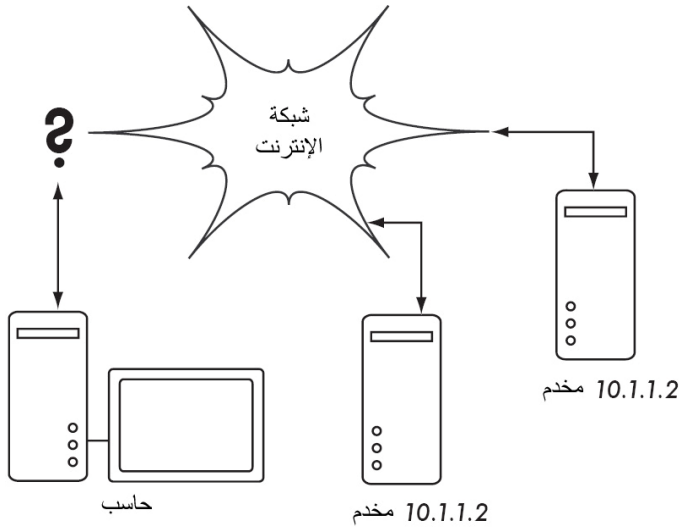 شبكة
الإنترنت
؟
10.1.1.2 مخدم
حاسب
10.1.1.2 مخدم